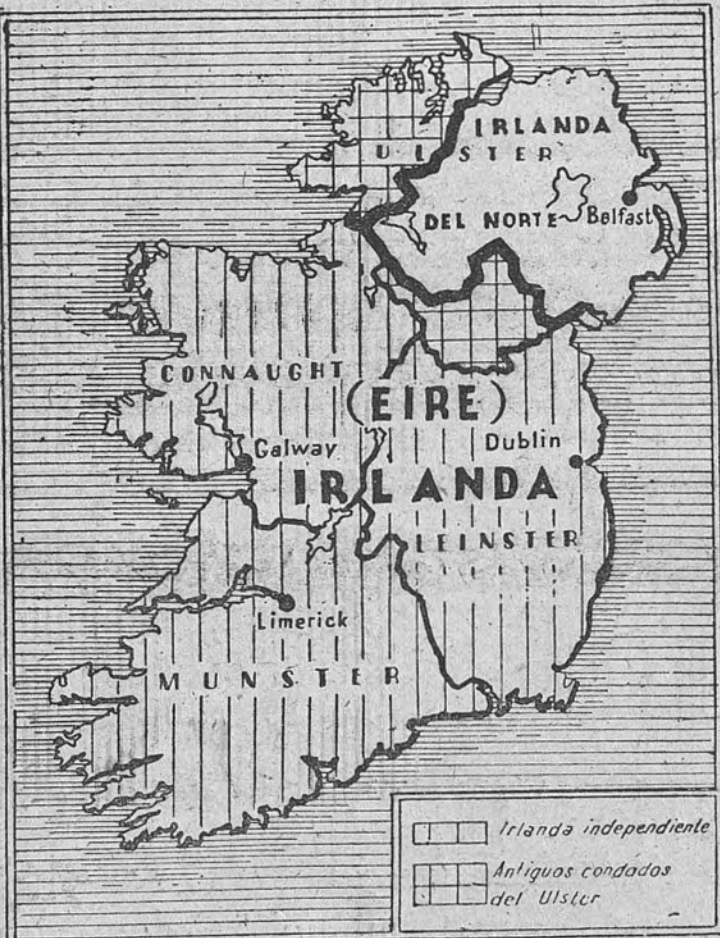 IRLANDA
ULSTER
DEL NORTE
Belfast
CONNAUGHT
(EIRE)
Galway
Dublin
IRLANDA
LEINSTER
Limerick
MUNSTER
Irlanda independiente
Antiguos condados
del Ulster